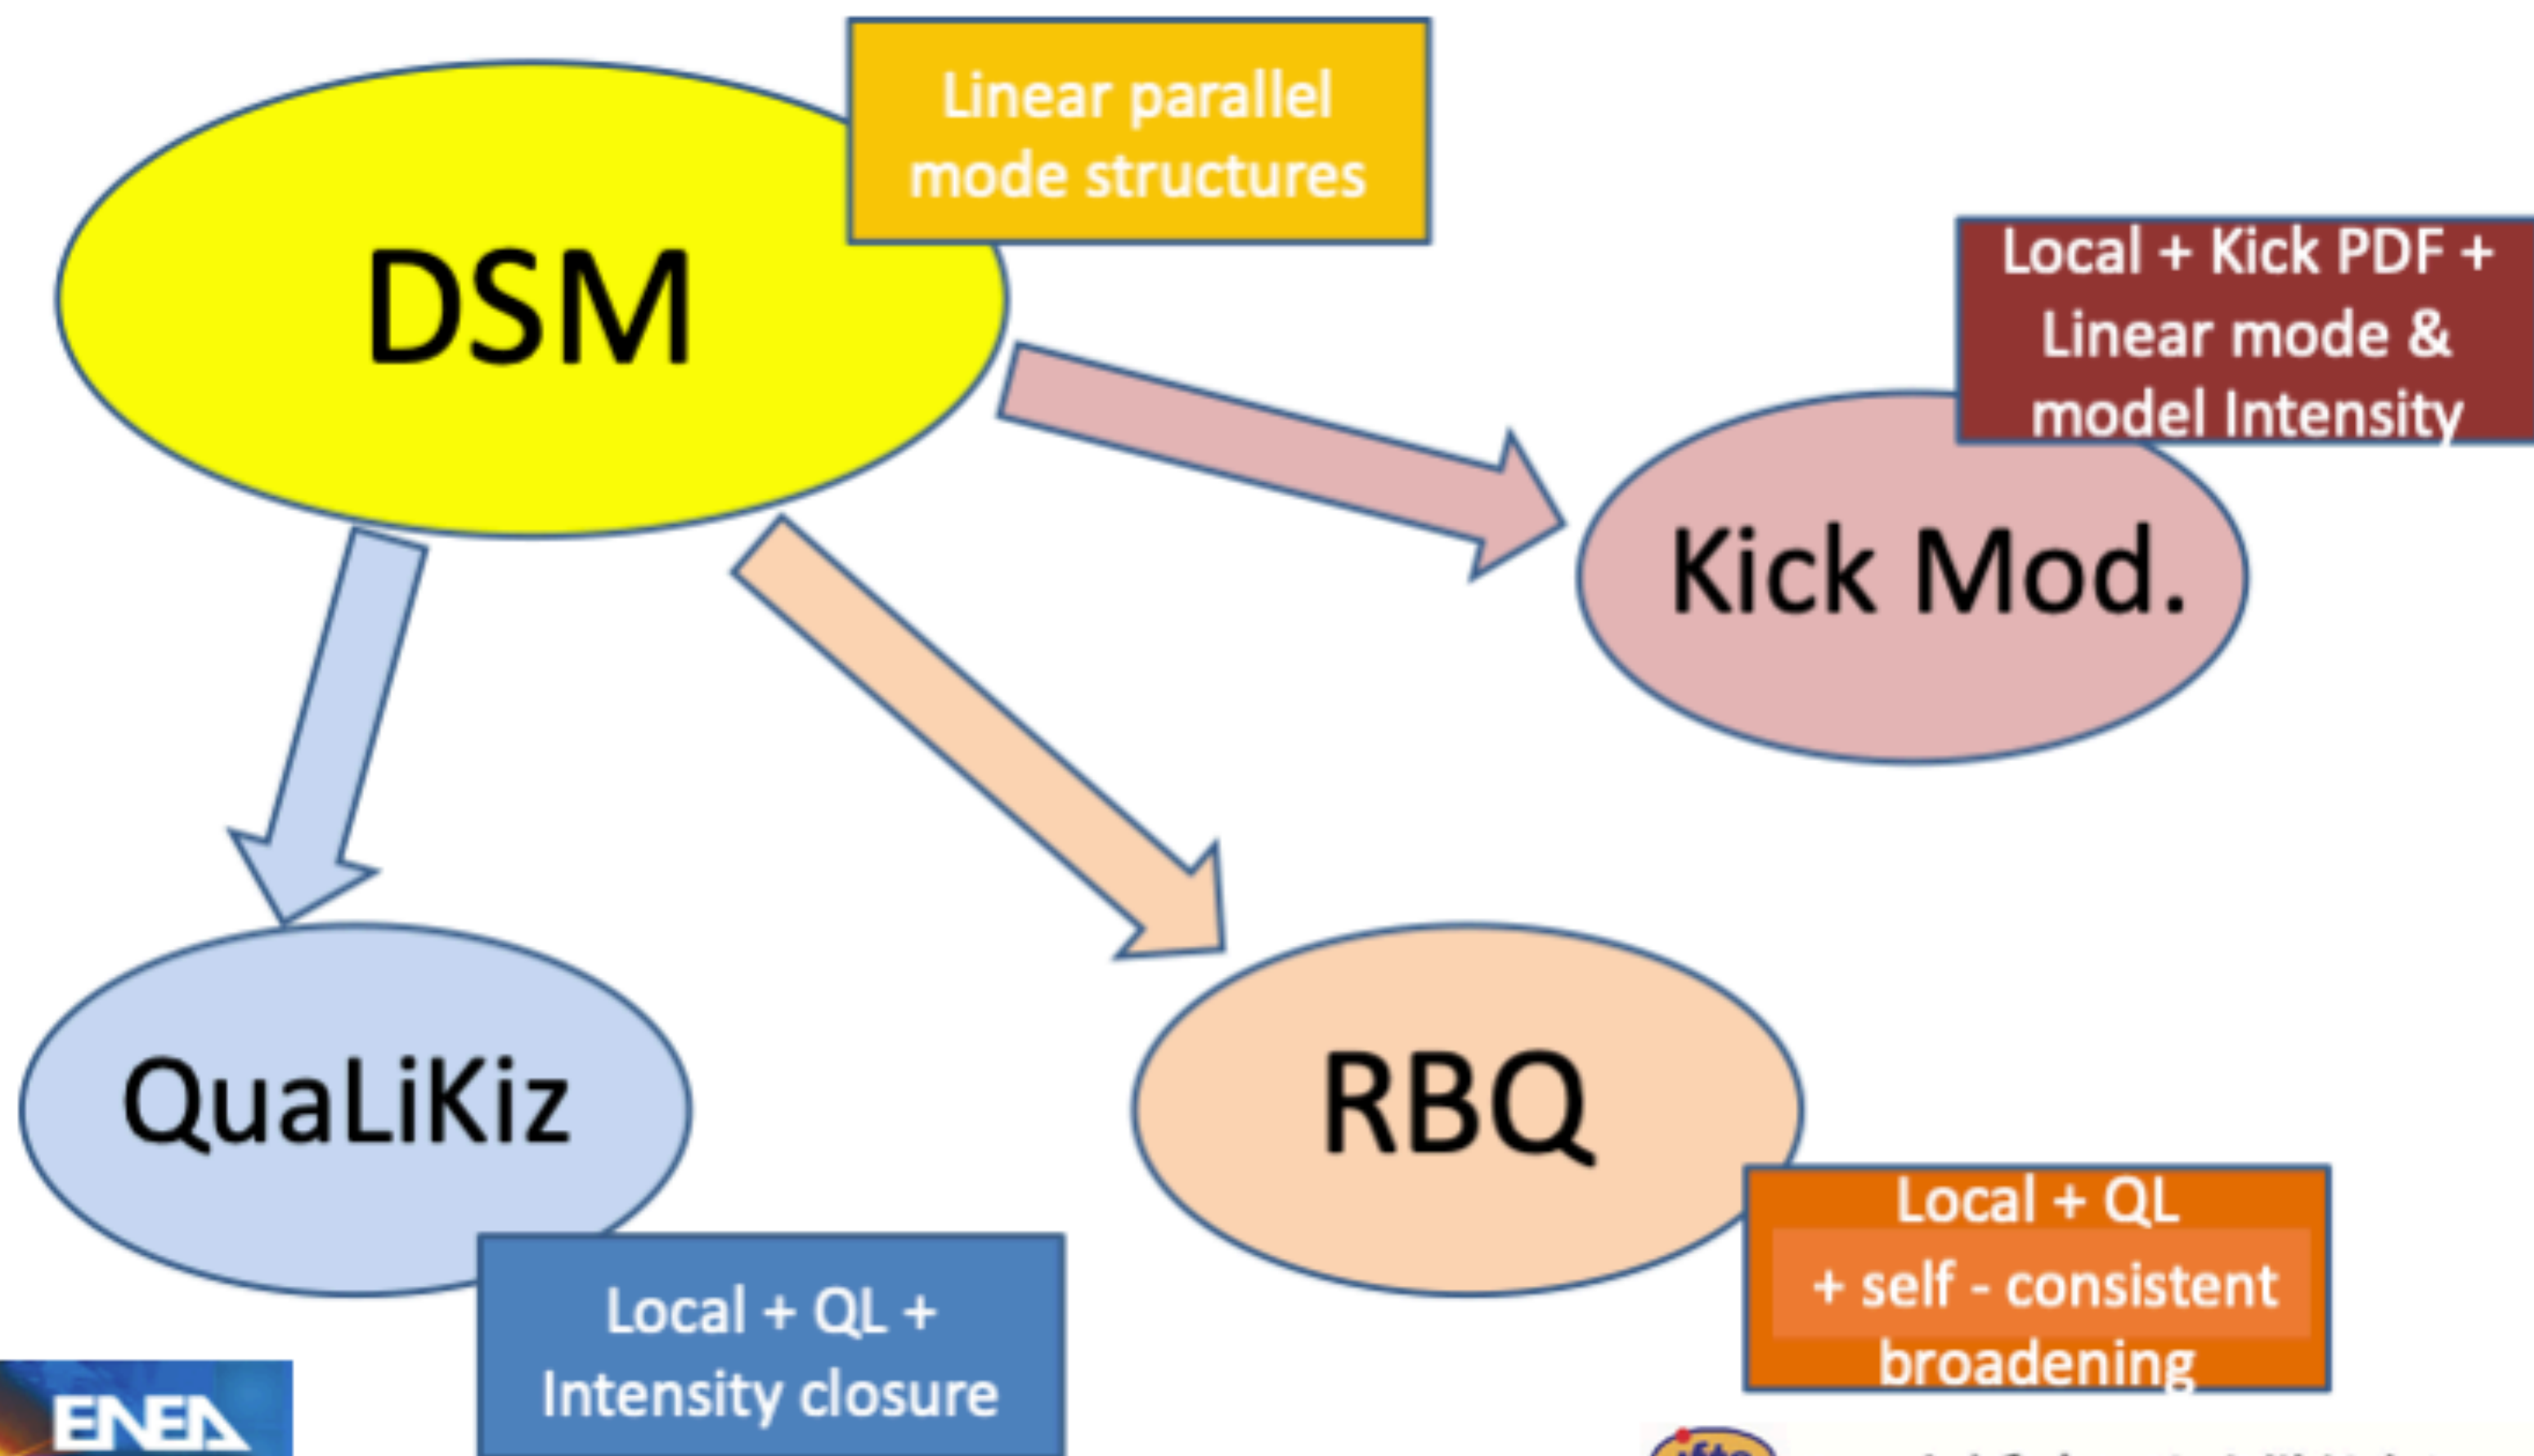 Linear parallel
mode structures
DSM
Local + Kick PDF +
Linear mode &
model Intensity
Kick Mod.
QuaLiKiz
RBQ
Local + QL
+ self - consistent
broadening
Local + QL +
Intensity closure
ENEA